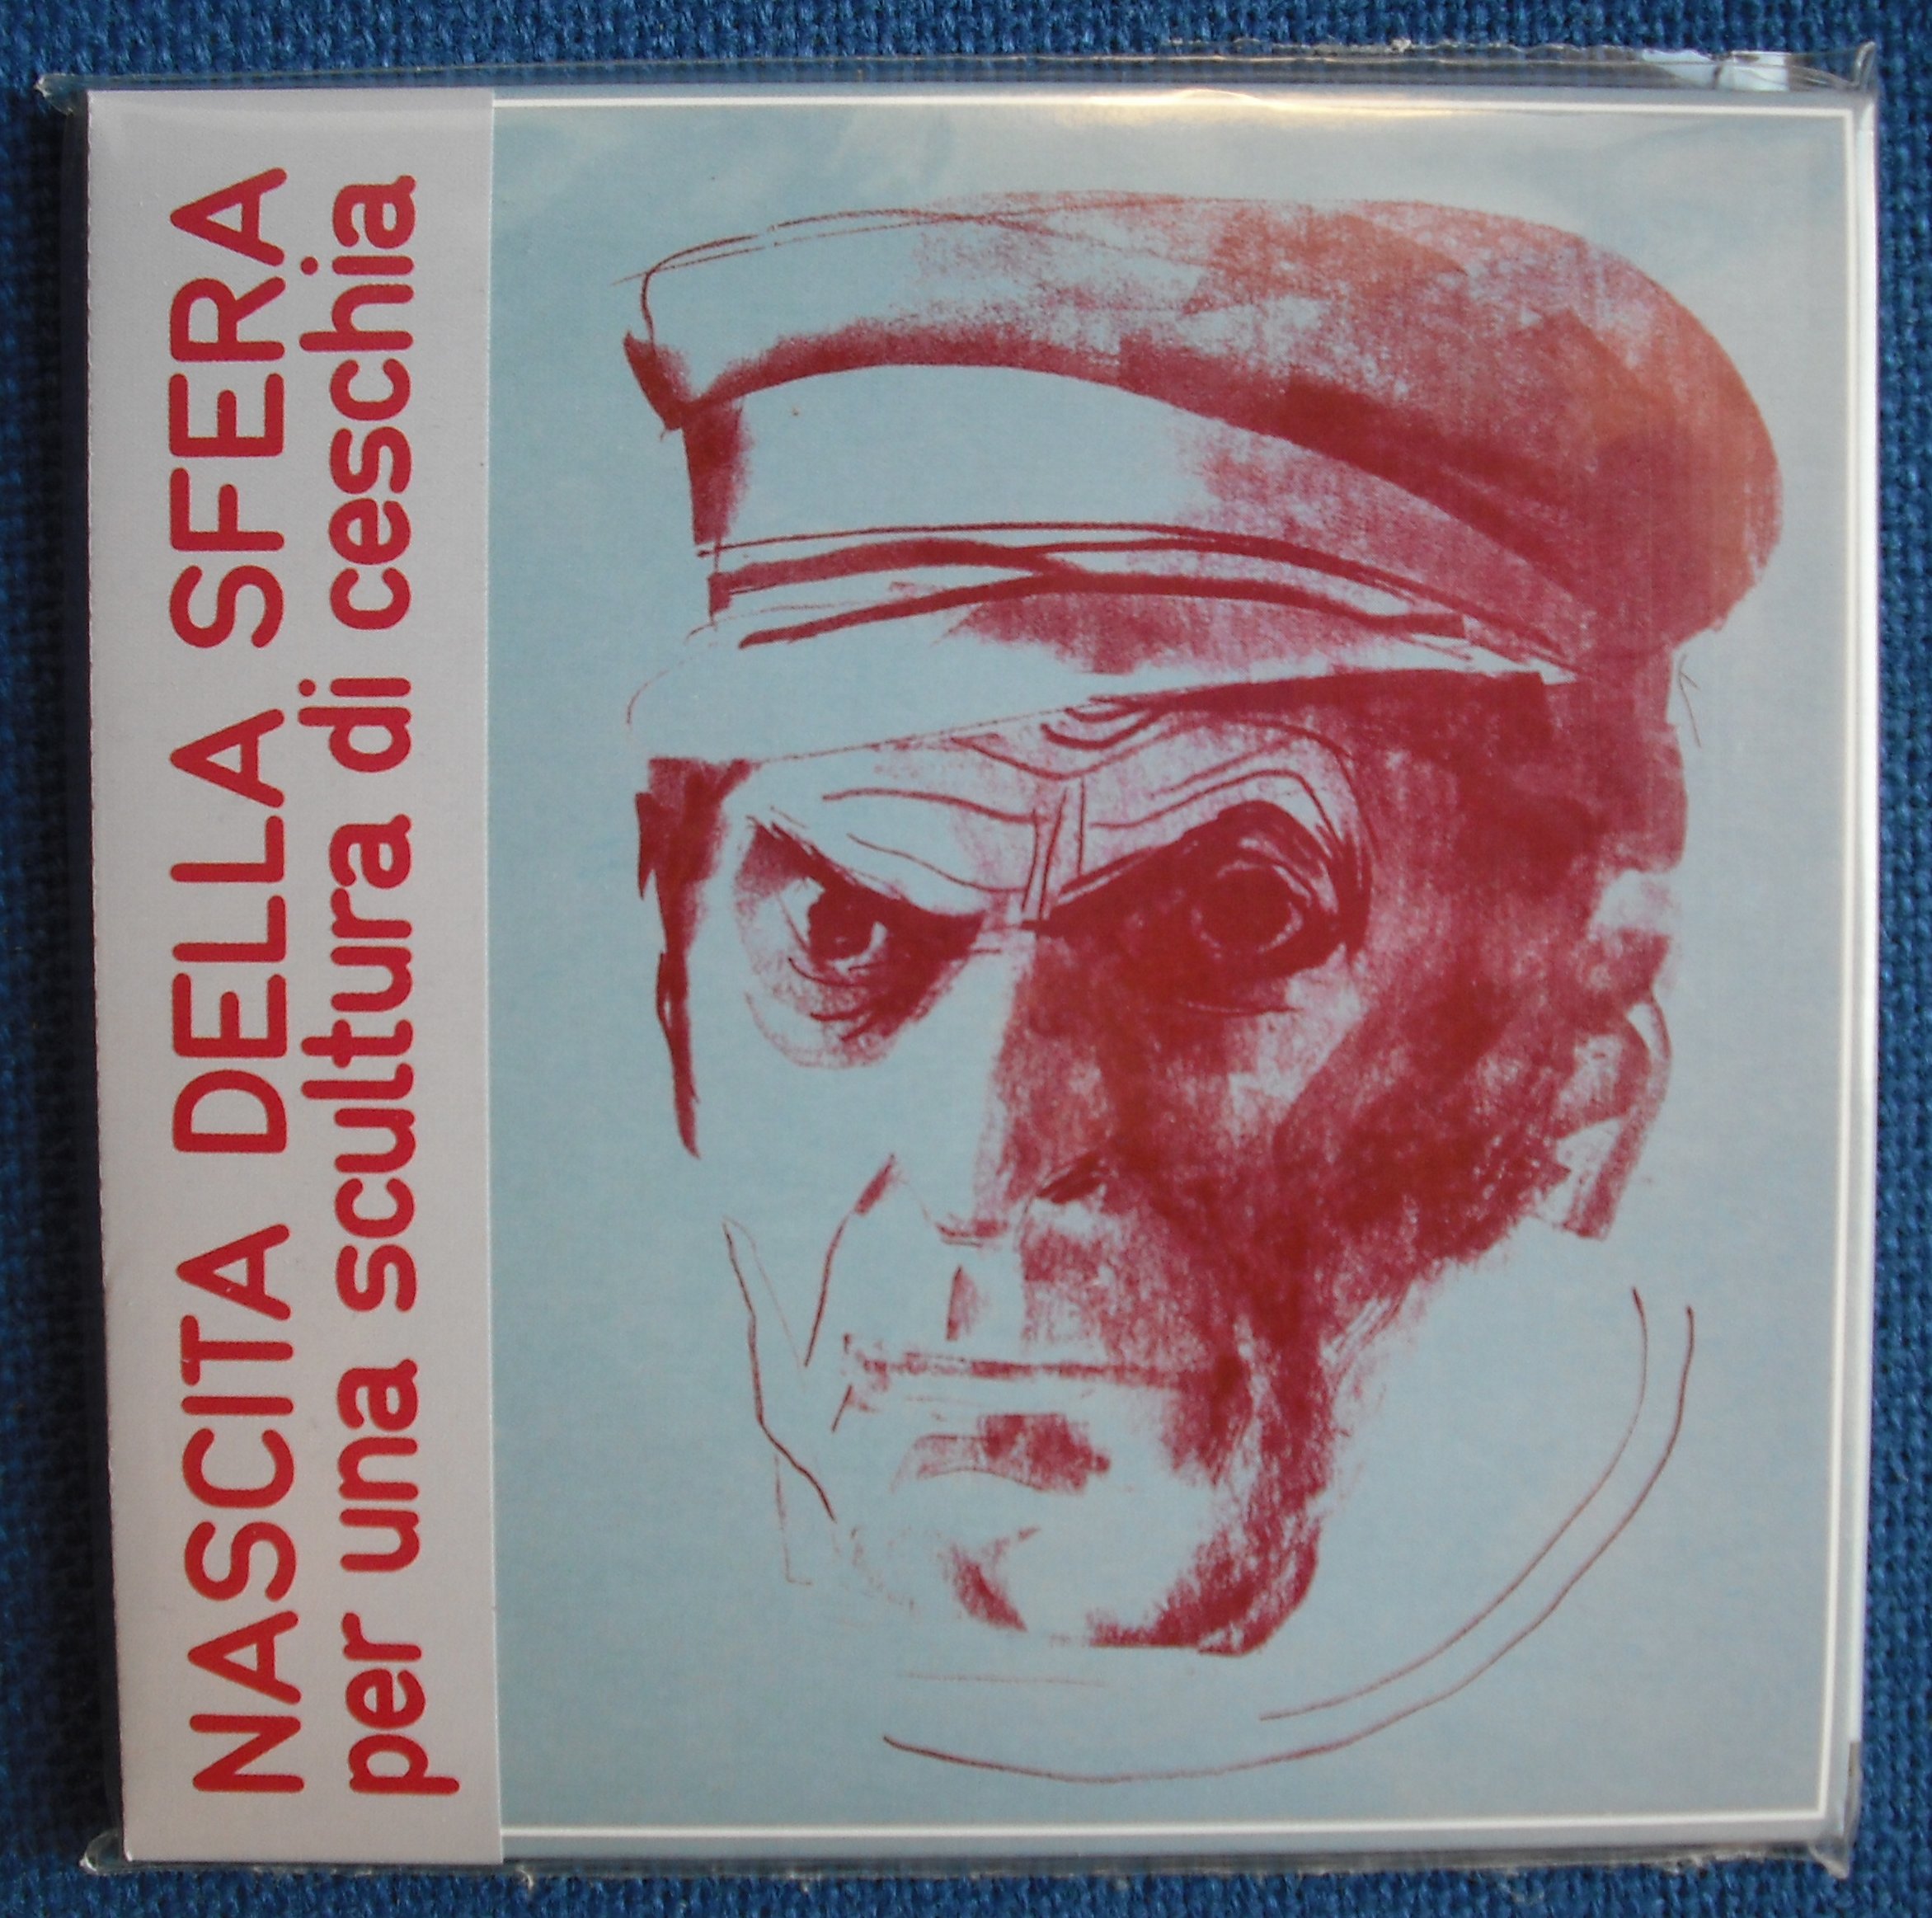 NASCITA DELLA SFERA
per una scultura di ceschia